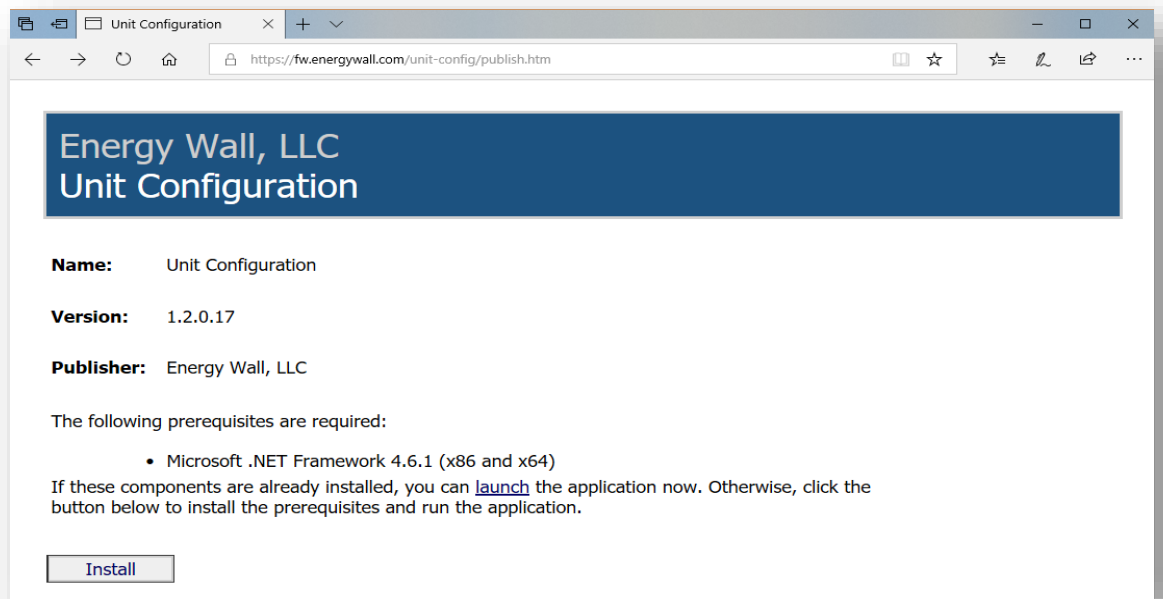 Unit Configuration
https://fw.energywall.com/unit-config/publish.htm
Energy Wall, LLC
Unit Configuration
Name: Unit Configuration
Version: 1.2.0.17
Publisher: Energy Wall, LLC
The following prerequisites are required:
• Microsoft .NET Framework 4.6.1 (x86 and x64)
If these components are already installed, you can launch the application now. Otherwise, click the
button below to install the prerequisites and run the application.
Install